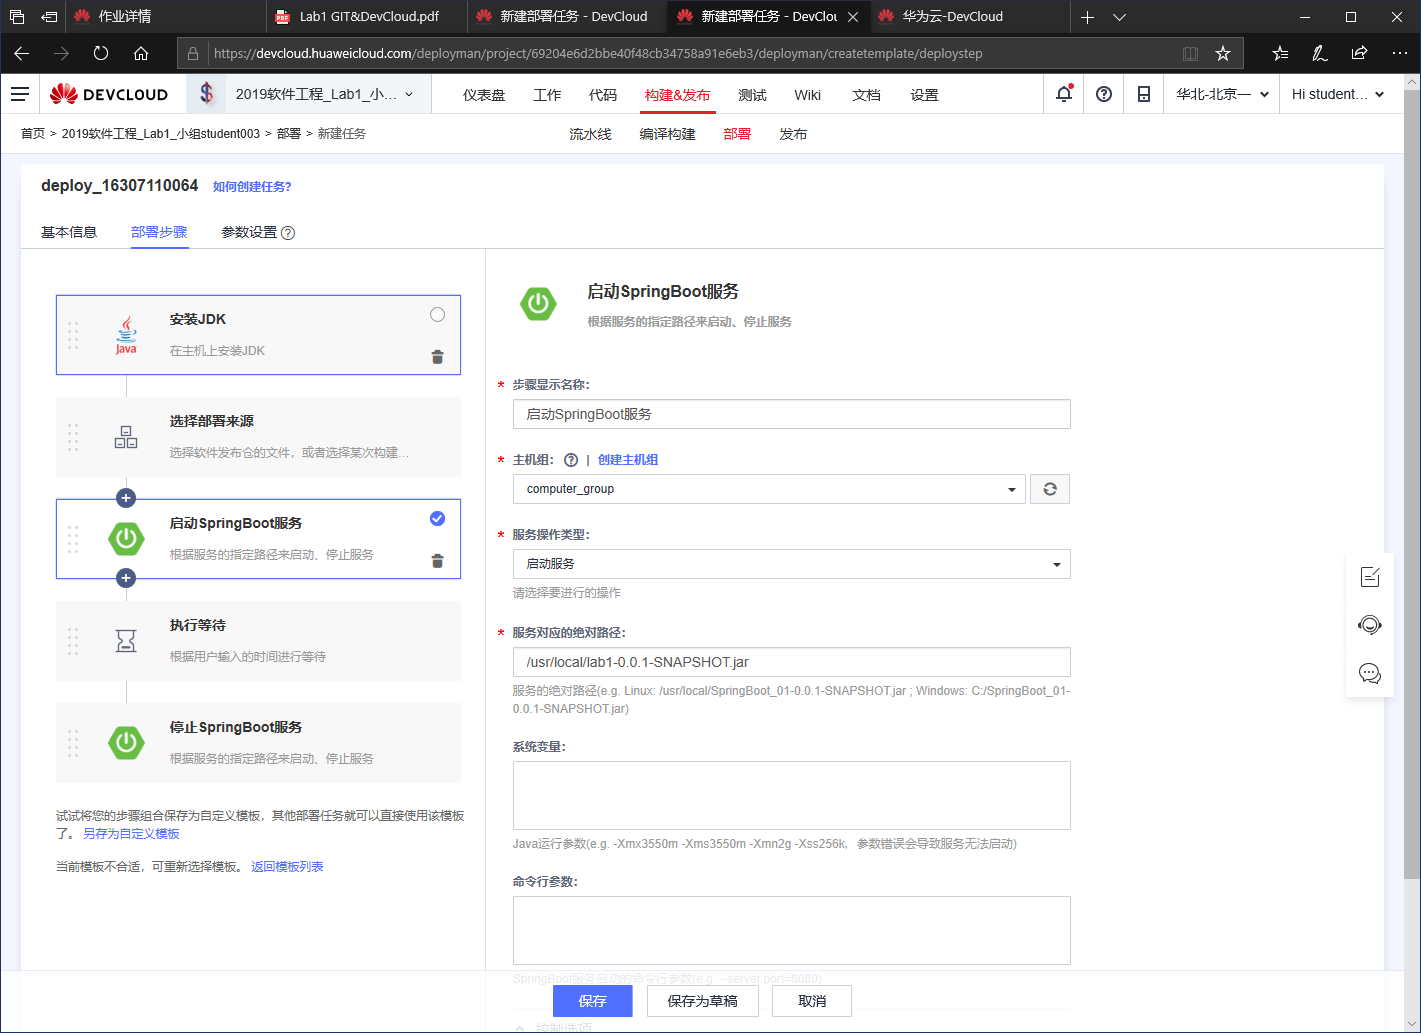 作业详情
Lab1 GIT&DevCloud.pdf
新建部署任务 - DevCloud
新建部署任务 - DevClou
华为云-DevCloud
https://devcloud.huaweicloud.com/deployman/project/69204e6d2bbe40f48cb34758a91e6eb3/deployman/createtemplate/deploystep
DEVCLOUD
2019软件工程_Lab1_小...
仪表盘
工作
代码
构建&发布
测试
Wiki
文档
设置
华北-北京一
Hi student...
首页 > 2019软件工程_Lab1_小组student003 > 部署 > 新建任务
流水线
编译构建
部署
发布
deploy_16307110064 如何创建任务?
基本信息
部署步骤
参数设置
安装JDK
在主机上安装JDK
Java
选择部署来源
选择软件发布仓的文件，或者选择某次构建...
启动SpringBoot服务
根据服务的指定路径来启动、停止服务
执行等待
根据用户输入的时间进行等待
停止SpringBoot服务
根据服务的指定路径来启动、停止服务
试试将您的步骤组合保存为自定义模板，其他部署任务就可以直接使用该模板
了。 另存为自定义模板
当前模板不合适，可重新选择模板。 返回模板列表
启动SpringBoot服务
根据服务的指定路径来启动、停止服务
* 步骤显示名称:
启动SpringBoot服务
* 主机组: | 创建主机组
computer_group
* 服务操作类型:
启动服务
请选择要进行的操作
* 服务对应的绝对路径:
/usr/local/lab1-0.0.1-SNAPSHOT.jar
服务的绝对路径(e.g. Linux: /usr/local/SpringBoot_01-0.0.1-SNAPSHOT.jar ; Windows: C:/SpringBoot_01-
0.0.1-SNAPSHOT.jar)
系统变量:
Java运行参数(e.g. -Xmx3550m -Xms3550m -Xmn2g -Xss256k, 参数错误会导致服务无法启动)
命令行参数:
SpringBoot服务启动的命令行参数(e.g. --server.port=8080)
保存
保存为草稿
取消
控制选项